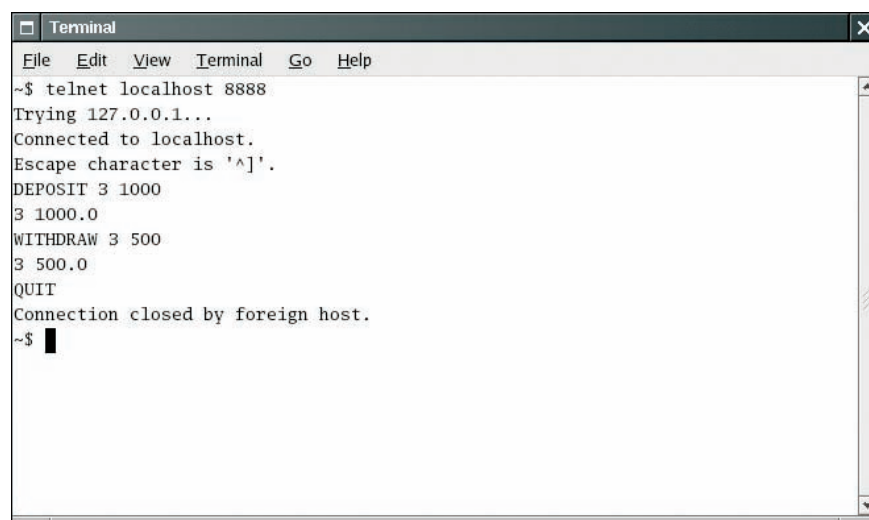 Terminal
File Edit View Terminal Go Help
~$ telnet localhost 8888
Trying 127.0.0.1...
Connected to localhost.
Escape character is '^]'.
DEPOSIT 3 1000
3 1000.0
WITHDRAW 3 500
3 500.0
QUIT
Connection closed by foreign host.
~$